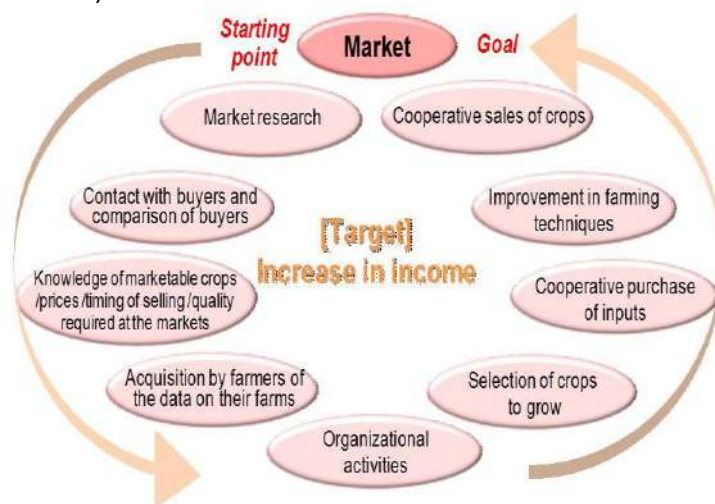 Starting
point
Market
Goal
Market research
Cooperative sales of crops
Contact with buyers and
comparison of buyers
Improvement in farming
techniques
[Target]
Increase in income
Knowledge of marketable crops
/prices /timing of selling /quality
required at the markets
Cooperative purchase
of inputs
Acquisition by farmers of
the data on their farms
Selection of crops
to grow
Organizational
activities